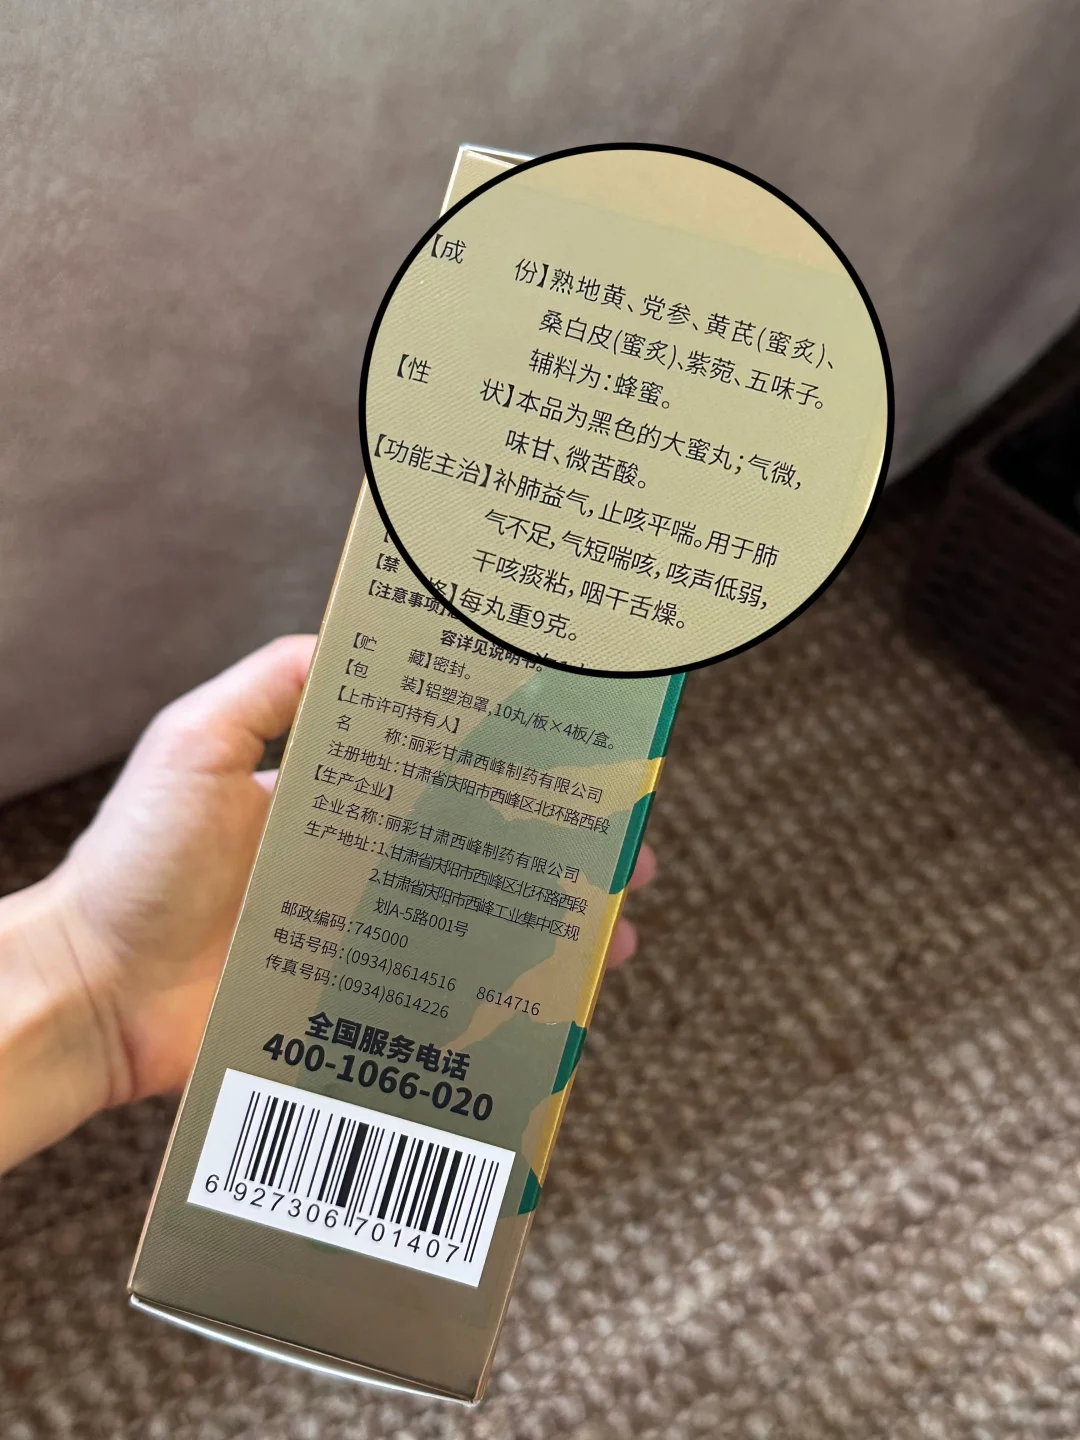 【成 份】熟地黄、党参、黄芪(蜜炙)、
桑白皮(蜜炙)、紫菀、五味子。
辅料为:蜂蜜。
【性 状】本品为黑色的大蜜丸;气微,
味甘、微苦酸。
【功能主治】补肺益气,止咳平喘。用于肺
气不足,气短喘咳,咳声低弱,
干咳痰粘,咽干舌燥。
格】每丸重9克。
【禁
【注意事项】
容详见说明书。
【贮 藏】密封。
【包 装】铝塑泡罩,10丸/板×4板/盒。
【上市许可持有人】
名 称:丽彩甘肃西峰制药有限公司
注册地址:甘肃省庆阳市西峰区北环路西段
【生产企业】
企业名称:丽彩甘肃西峰制药有限公司
生产地址:1、甘肃省庆阳市西峰区北环路西段
2、甘肃省庆阳市西峰工业集中区规
划A-5路001号
邮政编码:745000
电话号码:(0934)8614516 8614716
传真号码:(0934)8614226
全国服务电话
400-1066-020
6 927306 701407